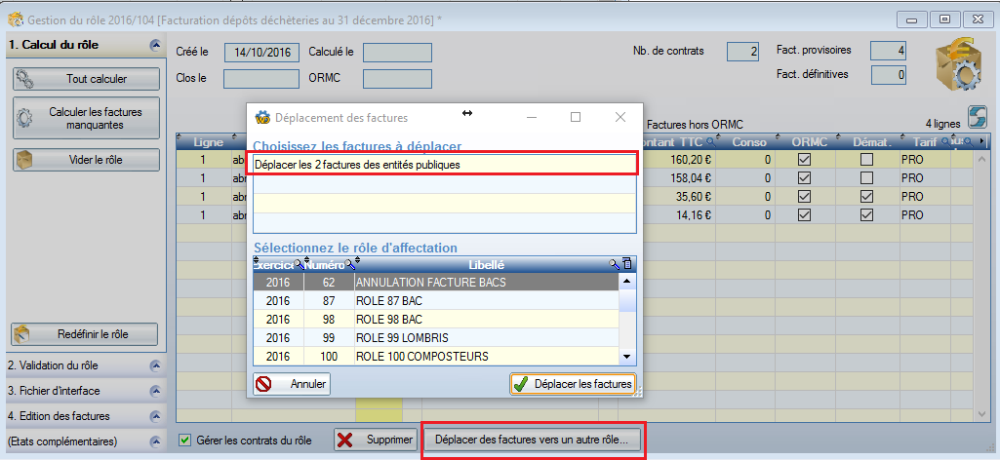 Gestion du rôle 2016/104 [Facturation dépôts déchèteries au 31 décembre 2016] *
1. Calcul du rôle
Tout calculer
Calculer les factures
manquantes
Vider le rôle
Redéfinir le rôle
2. Validation du rôle
3. Fichier d'interface
4. Edition des factures
(Etats complémentaires)
Créé le 14/10/2016 Calculé le
Clos le ORMC
Nb. de contrats 2 Fact. provisoires 4
Fact. définitives 0
Factures hors ORMC 4 lignes
Ligne ontant TTC Conso ORMC Démat. Tarif
1 abr 160,20 € 0 PRO
1 abr 158,04 € 0 PRO
1 abr 35,60 € 0 PRO
1 abr 14,16 € 0 PRO
Déplacement des factures
Choisissez les factures à déplacer
Déplacer les 2 factures des entités publiques
Sélectionnez le rôle d'affectation
Exercice Numéro Libellé
2016 62 ANNULATION FACTURE BACS
2016 87 ROLE 87 BAC
2016 98 ROLE 98 BAC
2016 99 ROLE 99 LOMBRIS
2016 100 ROLE 100 COMPOSTEURS
Annuler Déplacer les factures
Gérer les contrats du rôle Supprimer Déplacer des factures vers un autre rôle...